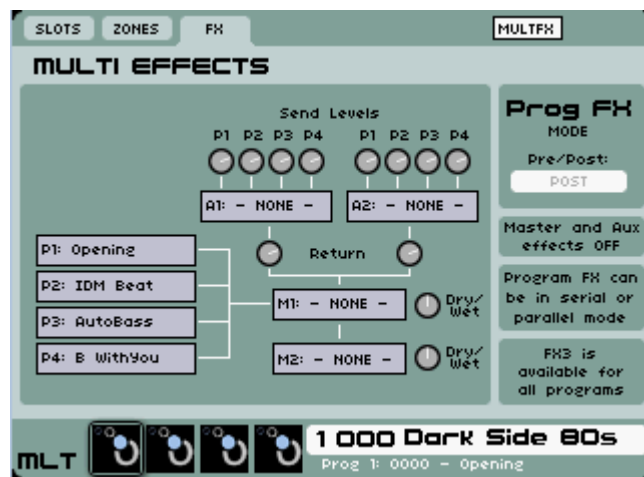 SLOTS ZONES FX MULTFX
MULTI EFFECTS
Send Levels
P1 P2 P3 P4 P1 P2 P3 P4
A1: - NONE - A2: - NONE -
Return
P1: Opening
P2: IDM Beat
P3: AutoBass
P4: B WithYou
M1: - NONE - Dry/
Wet
M2: - NONE - Dry/
Wet
Prog FX
MODE
Pre/Post:
POST
Master and Aux
effects OFF
Program FX can
be in serial or
parallel mode
FX3 is
available for
all programs
MLT
1 000 Dark Side 80s
Prog 1: 0000 - Opening